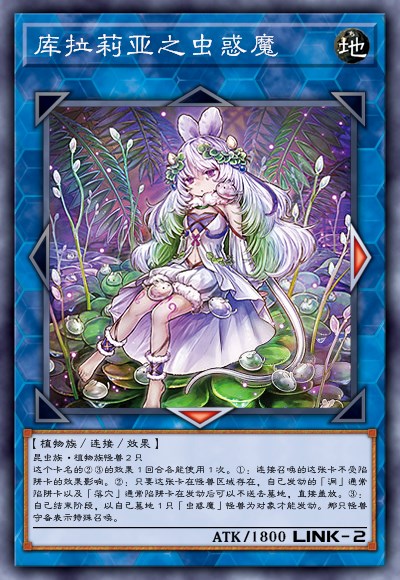 库拉莉亚之虫惑魔
地
【植物族／连接／效果】
昆虫族·植物族怪兽2只
这个卡名的②③的效果1回合各能使用1次。①：连接召唤的这张卡不受陷
阱卡的效果影响。②：只要这张卡在怪兽区域存在，自己发动的「洞」通常
陷阱卡以及「落穴」通常陷阱卡在发动后可以不送去墓地，直接盖放。③：
自己结束阶段，以自己墓地1只「虫惑魔」怪兽为对象才能发动。那只怪兽
守备表示特殊召唤。
ATK/1800 LINK-2